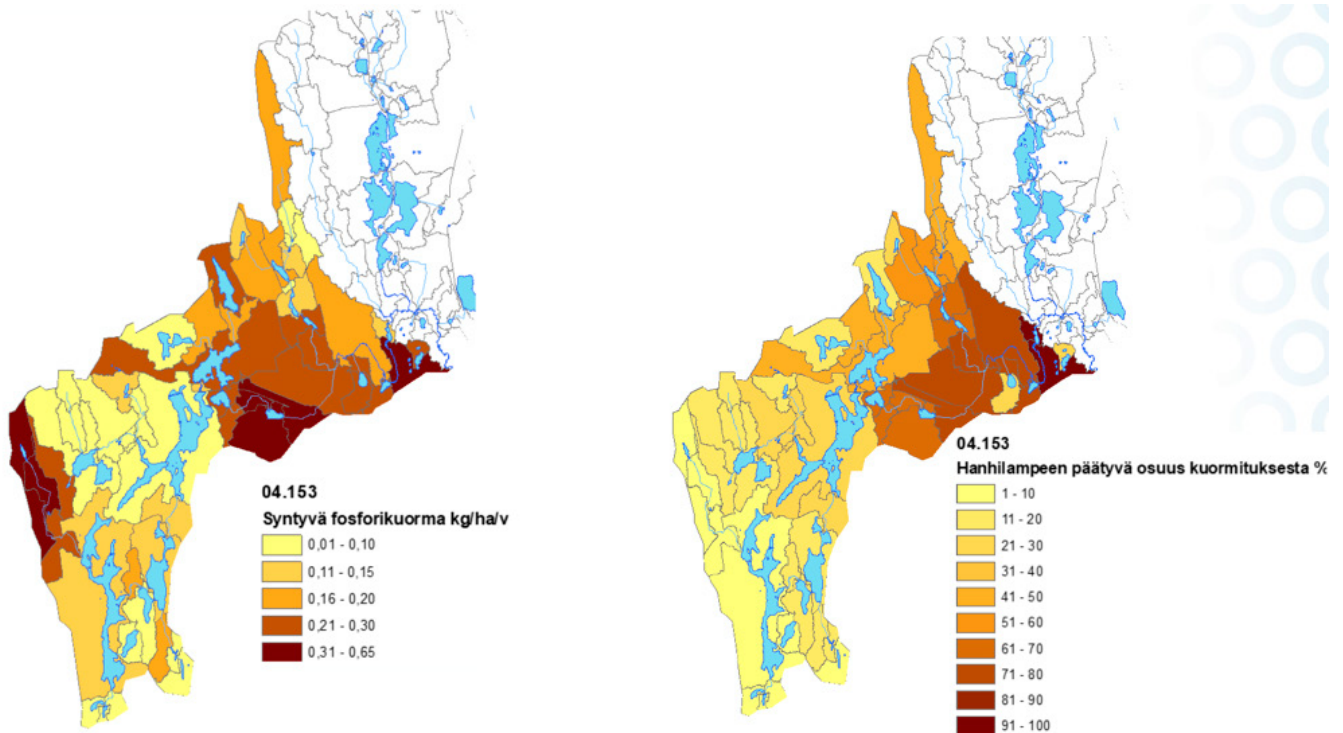 04.153
Syntyvä fosforikuorma kg/ha/v
0,01 - 0,10
0,11 - 0,15
0,16 - 0,20
0,21 - 0,30
0,31 - 0,65
04.153
Hanhilampeen päätyvä osuus kuormituksesta %
1 - 10
11 - 20
21 - 30
31 - 40
41 - 50
51 - 60
61 - 70
71 - 80
81 - 90
91 - 100